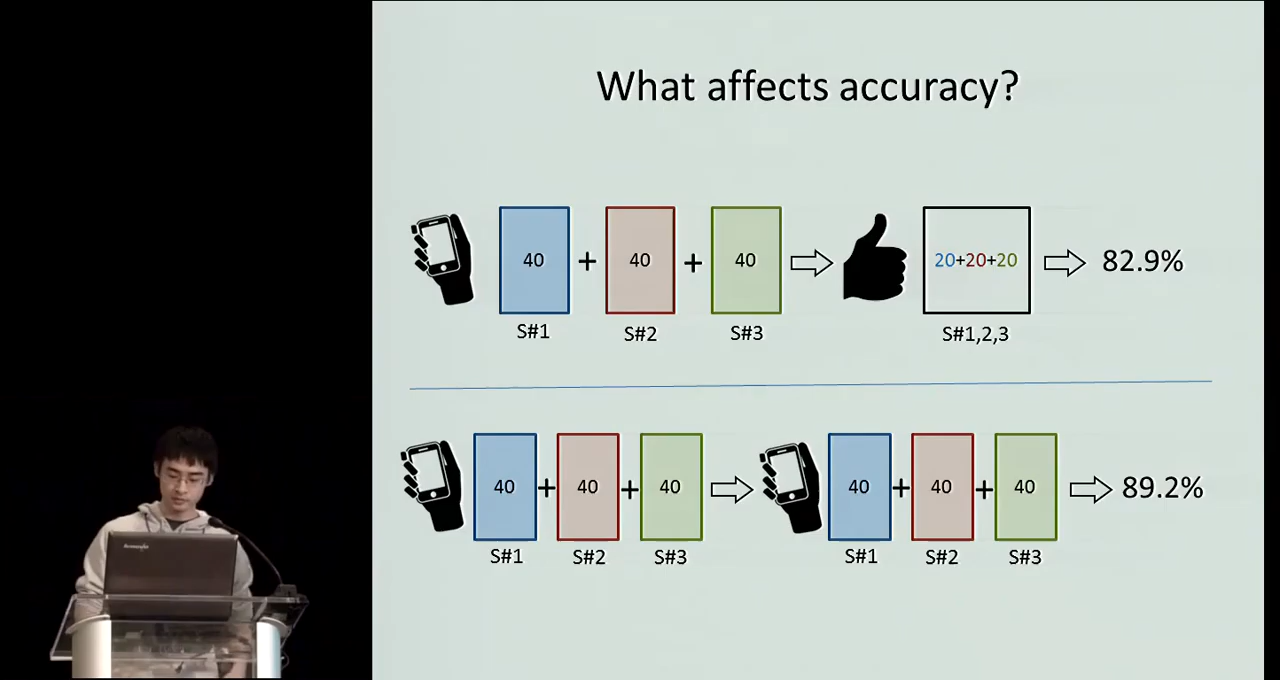 What affects accuracy?
40 + 40 + 40 20+20+20 82.9%
S#1 S#2 S#3 S#1,2,3
40 + 40 + 40 40 + 40 + 40 89.2%
S#1 S#2 S#3 S#1 S#2 S#3